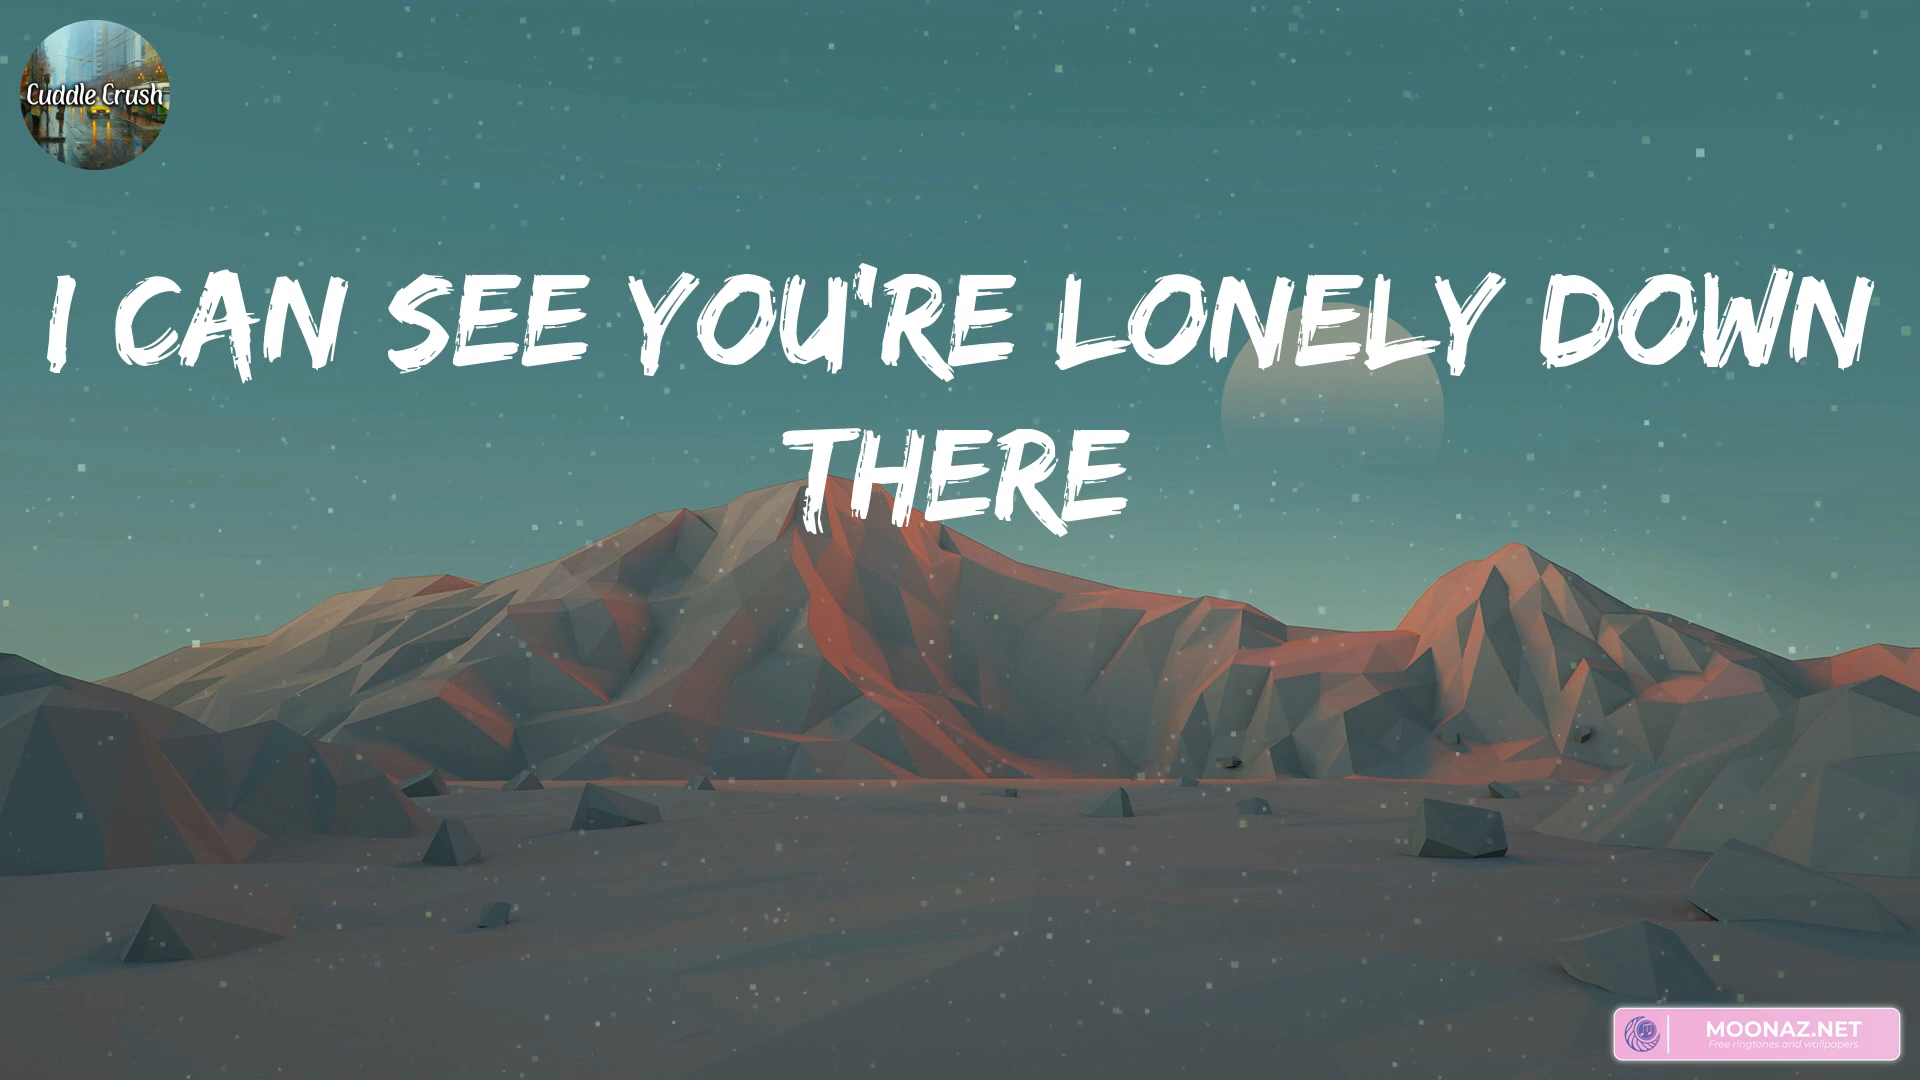 Cuddle Crush
I CAN SEE YOU'RE LONELY DOWN
THERE
MOONAZ.NET
Free ringtones and wallpapers